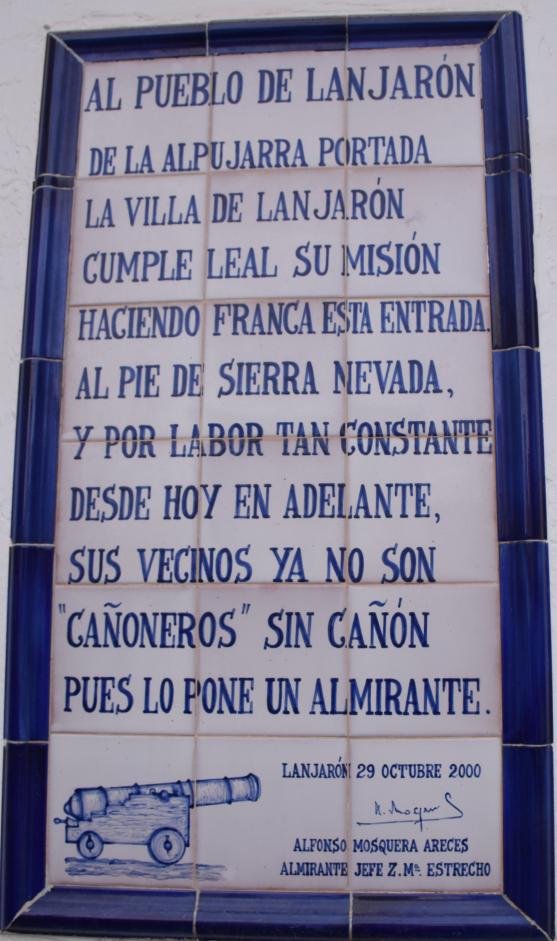 AL PUEBLO DE LANJARÓN
DE LA ALPUJARRA PORTADA
LA VILLA DE LANJARÓN
CUMPLE LEAL SU MISIÓN
HACIENDO FRANCA ESTA ENTRADA.
AL PIE DE SIERRA NEVADA,
Y POR LABOR TAN CONSTANTE
DESDE HOY EN ADELANTE,
SUS VECINOS YA NO SON
"CAÑONEROS" SIN CAÑÓN
PUES LO PONE UN ALMIRANTE.
LANJARÓN 29 OCTUBRE 2000
ALFONSO MOSQUERA ARECES
ALMIRANTE JEFE Z.Mª. ESTRECHO